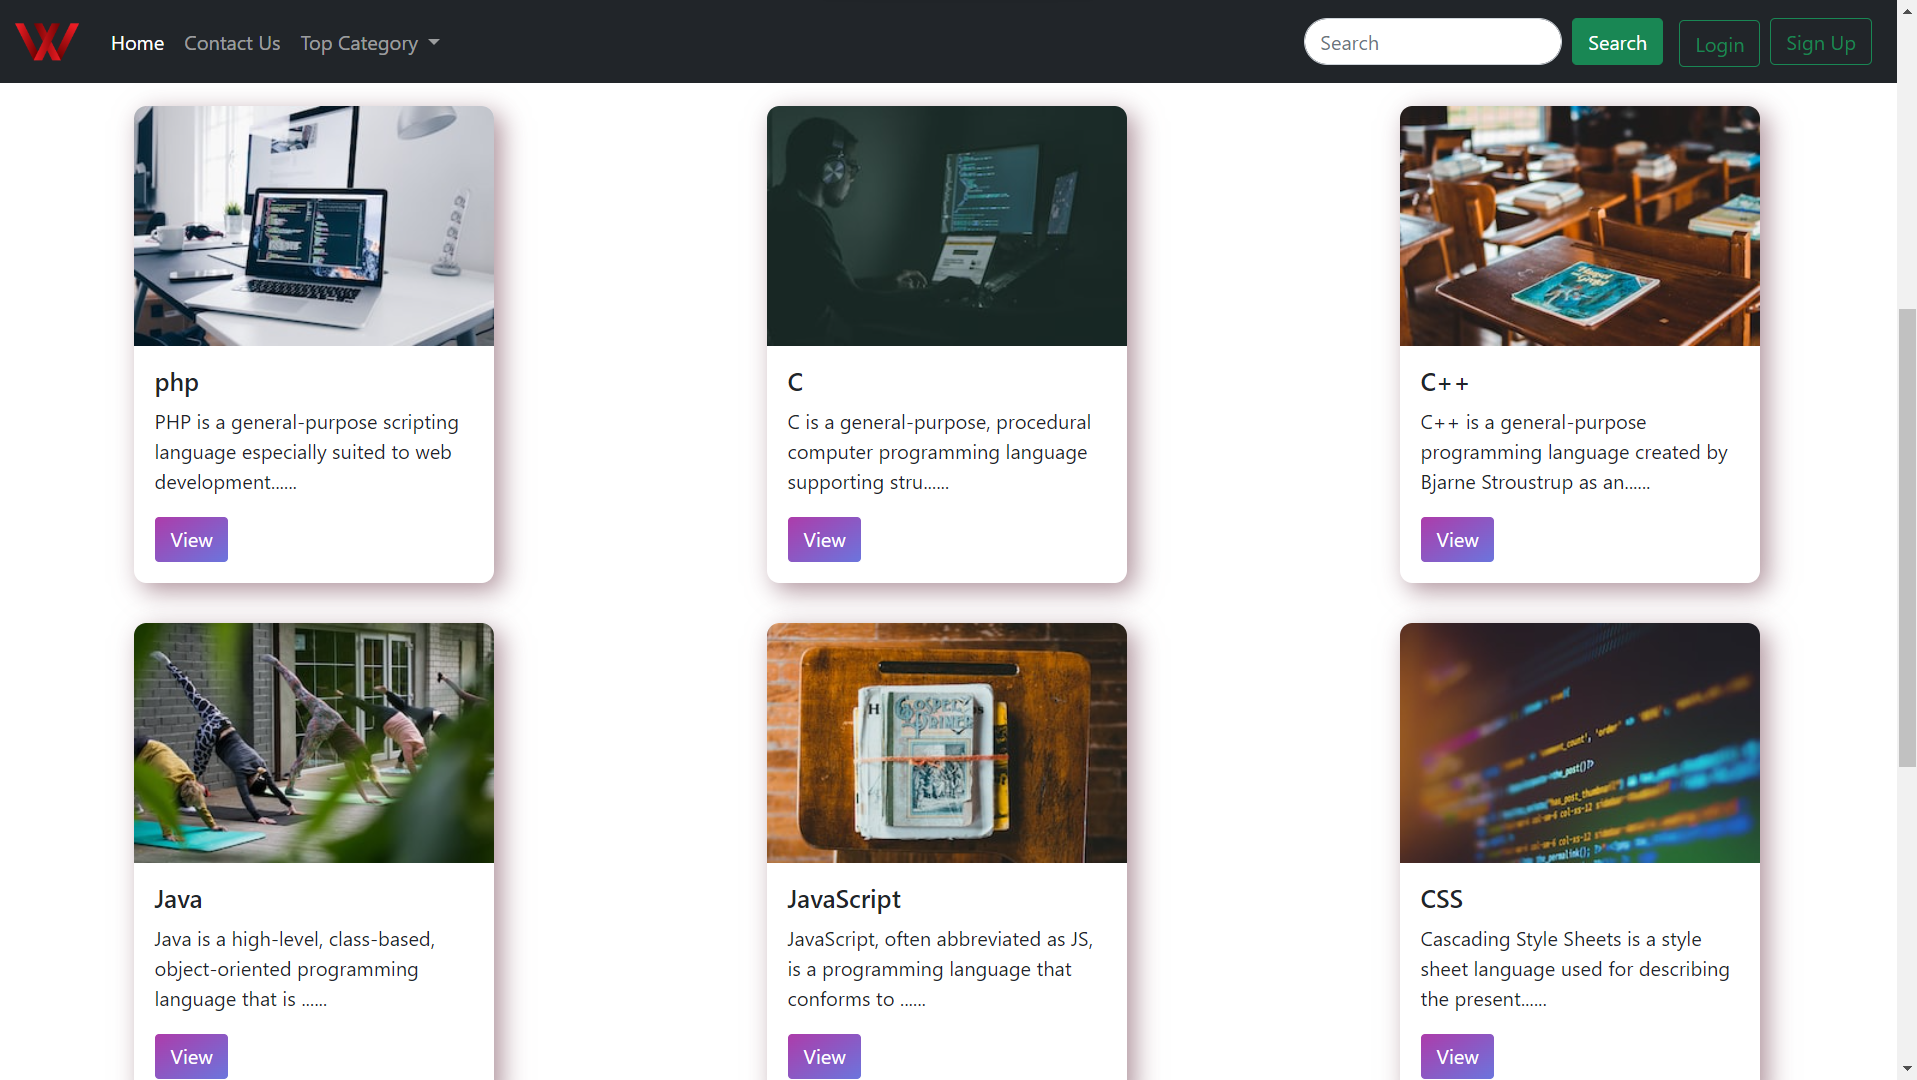 Home Contact Us Top Category Search Search Login Sign Up
php
PHP is a general-purpose scripting
language especially suited to web
development......
View
C
C is a general-purpose, procedural
computer programming language
supporting stru......
View
C++
C++ is a general-purpose
programming language created by
Bjarne Stroustrup as an......
View
GOSPEL
PRIMER
Java
Java is a high-level, class-based,
object-oriented programming
language that is ......
View
JavaScript
JavaScript, often abbreviated as JS,
is a programming language that
conforms to ......
View
CSS
Cascading Style Sheets is a style
sheet language used for describing
the present......
View